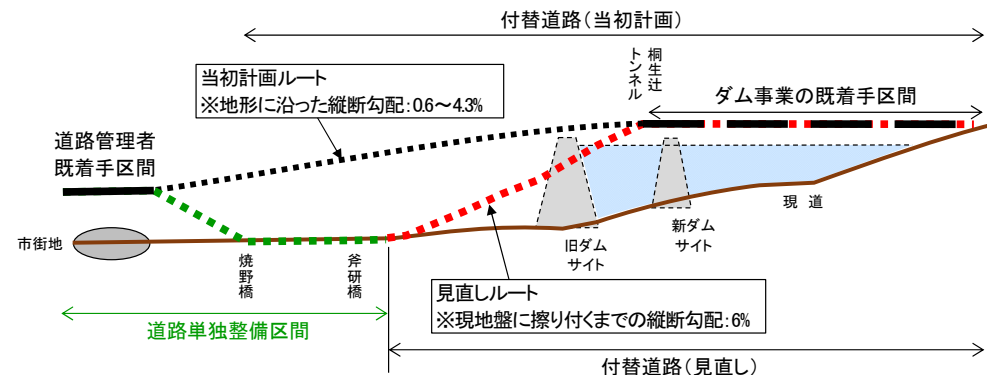 付替道路(当初計画)
当初計画ルート
※地形に沿った縦断勾配:0.6~4.3%
桐生辻
トンネル
ダム事業の既着手区間
道路管理者
既着手区間
市街地
焼野橋
斧研橋
旧ダム
サイト
新ダム
サイト
現道
見直しルート
※現地盤に擦り付くまでの縦断勾配:6%
道路単独整備区間
付替道路(見直し)